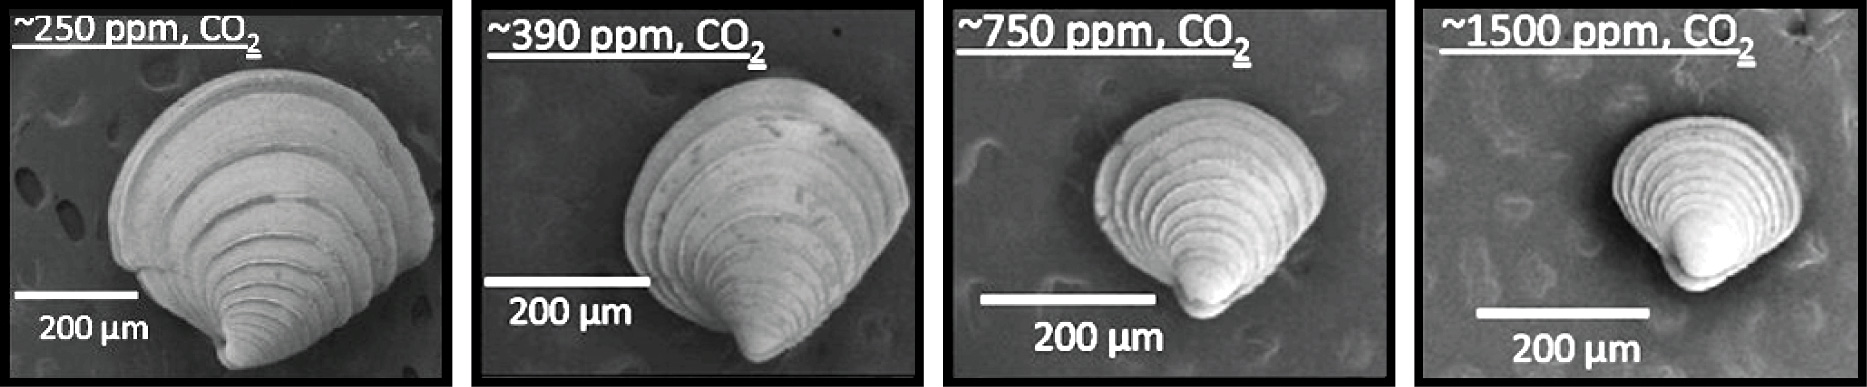 ~250 ppm, CO₂
200 µm
~390 ppm, CO₂
200 µm
~750 ppm, CO₂
200 µm
~1500 ppm, CO₂
200 µm